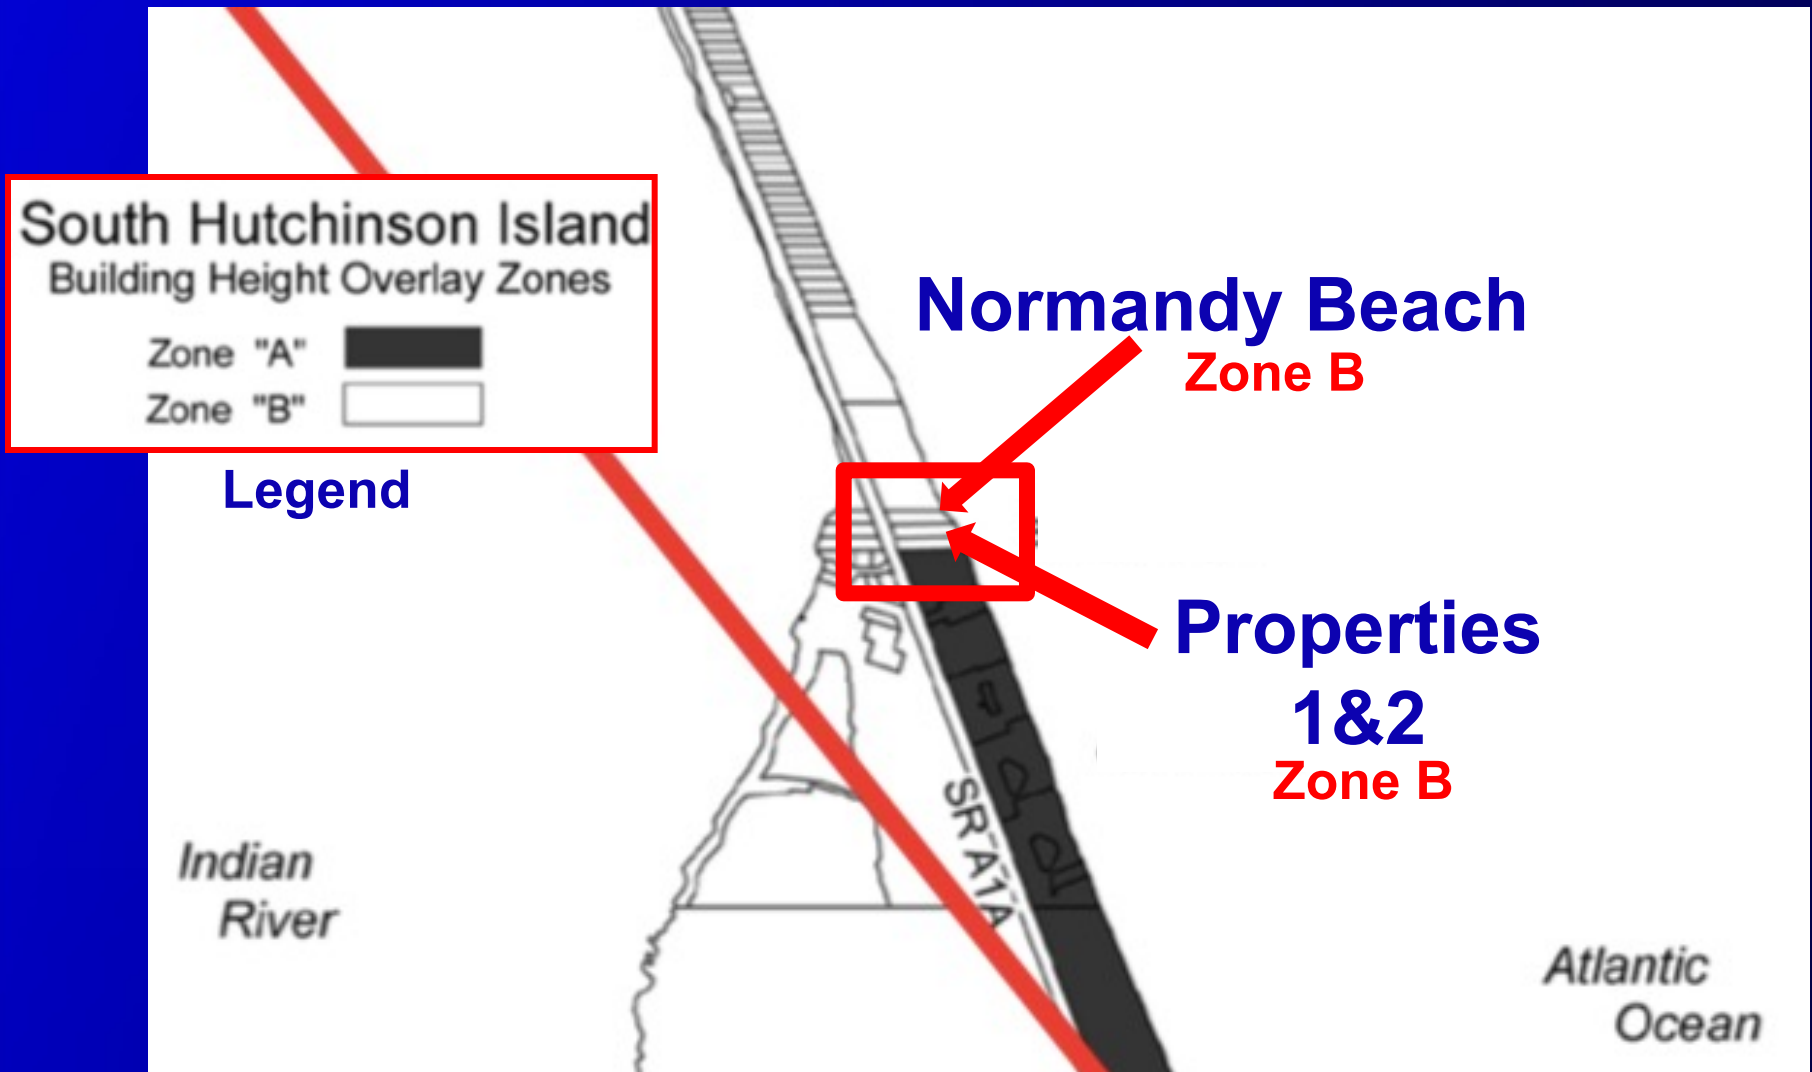 South Hutchinson Island
Building Height Overlay Zones
Zone "A"
Zone "B"
Legend
Normandy Beach
Zone B
Properties
1&2
Zone B
SR A1A
Indian
River
Atlantic
Ocean